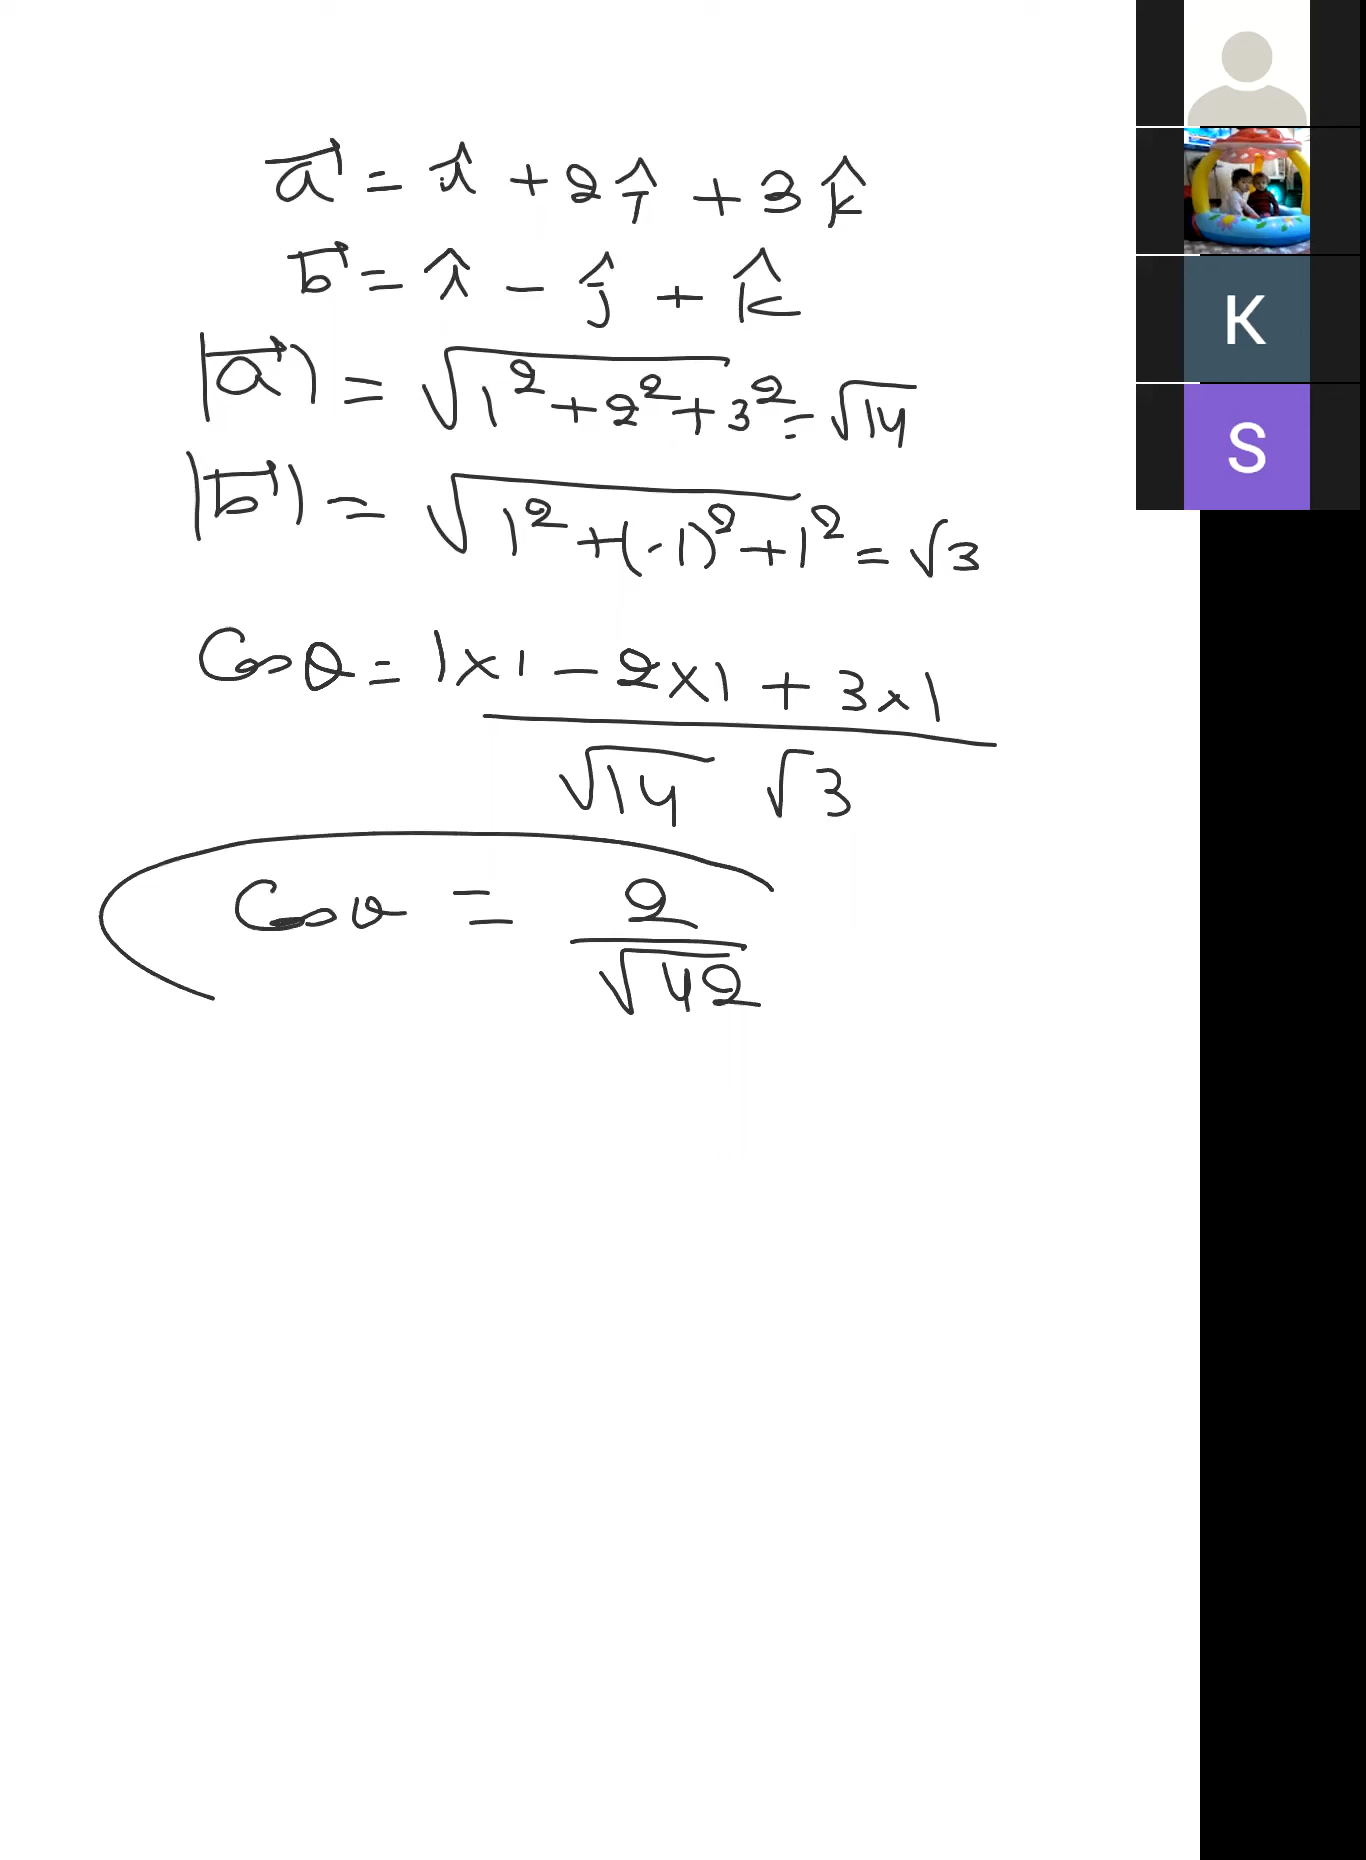 a⃗ = î + 2ĵ + 3k̂
b⃗ = î - ĵ + k̂
|a⃗| = √(1² + 2² + 3²) = √14
|b⃗| = √(1² + (-1)² + 1²) = √3
Cos θ = (1×1 - 2×1 + 3×1) / (√14 √3)
Cos θ = 2/√42
K
S